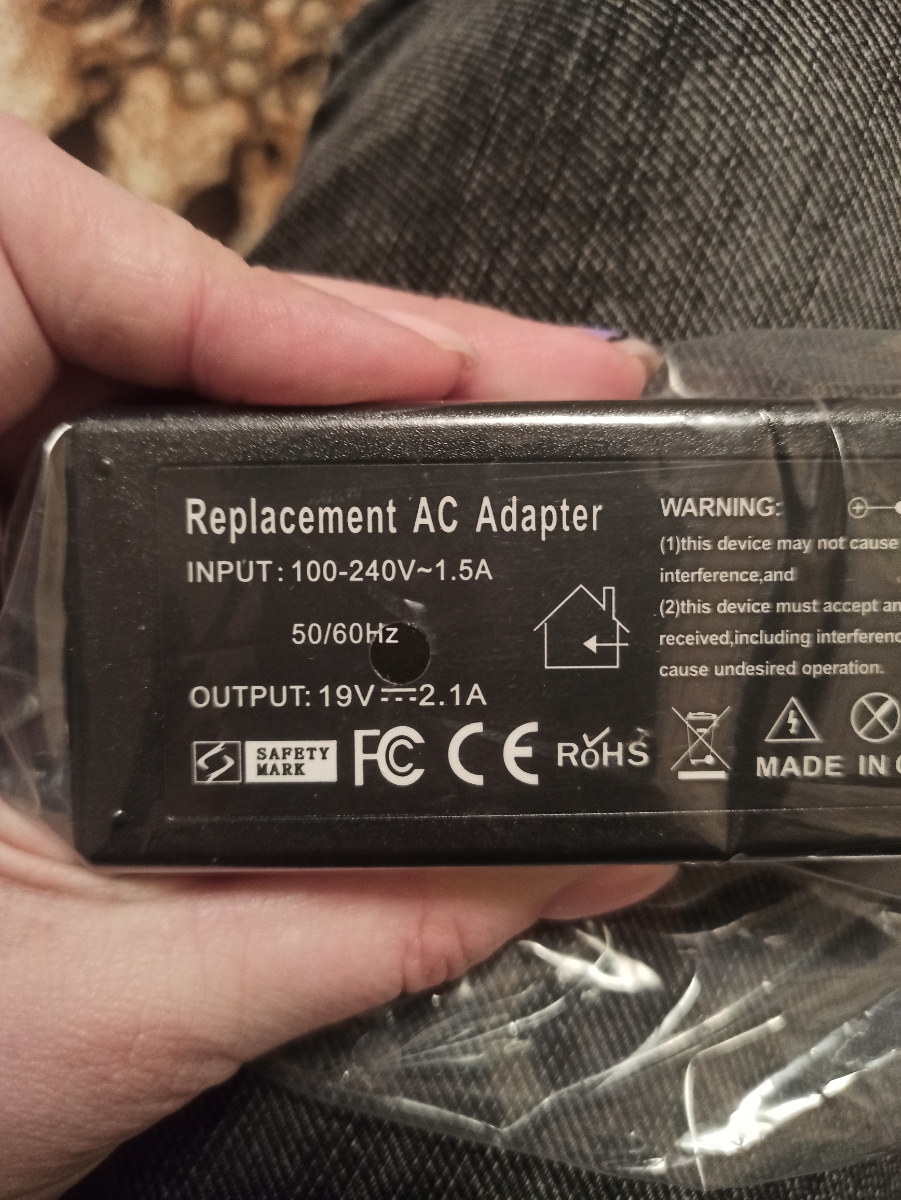 Replacement AC Adapter
INPUT: 100-240V~1.5A
50/60Hz
OUTPUT: 19V⎓2.1A
SAFETY
MARK
FC CE RoHS
WARNING:
(1)this device may not cause
interference,and
(2)this device must accept
received,including
cause undesired operation.
MADE IN